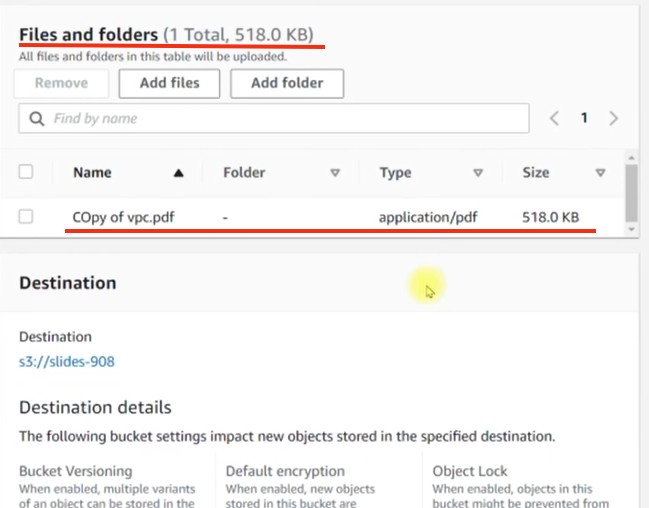 Files and folders (1 Total, 518.0 KB)
All files and folders in this table will be uploaded.
Remove Add files Add folder
Find by name 1
Name Folder Type Size
COpy of vpc.pdf - application/pdf 518.0 KB
Destination
Destination
s3://slides-908
Destination details
The following bucket settings impact new objects stored in the specified destination.
Bucket Versioning Default encryption Object Lock
When enabled, multiple variants When enabled, new objects When enabled, objects in this
of an object can be stored in the stored in this bucket are bucket might be prevented from